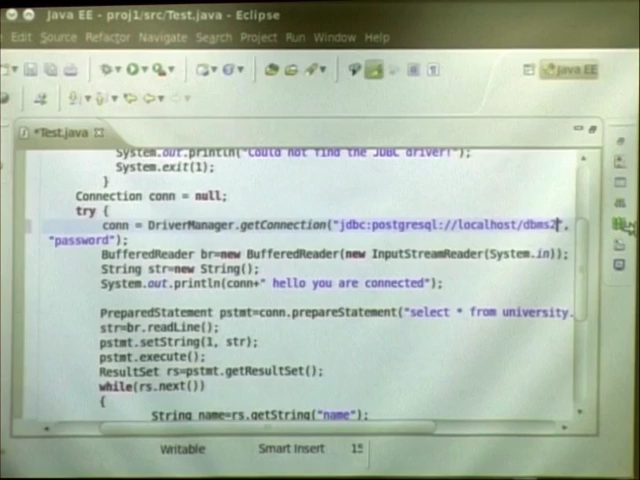 Java EE - proj1/src/Test.java - Eclipse
Edit Source Refactor Navigate Search Project Run Window Help
Java EE
*Test.java
System.out.println("Could not find the JDBC driver!");
System.exit(1);
}
Connection conn = null;
try {
conn = DriverManager.getConnection("jdbc:postgresql://localhost/dbms2",
"password");
BufferedReader br=new BufferedReader(new InputStreamReader(System.in));
String str=new String();
System.out.println(conn+" hello you are connected");
PreparedStatement pstmt=conn.prepareStatement("select * from university.
str=br.readLine();
pstmt.setString(1, str);
pstmt.execute();
ResultSet rs=pstmt.getResultSet();
while(rs.next())
{
String name=rs.getString("name");
Writable Smart Insert 15